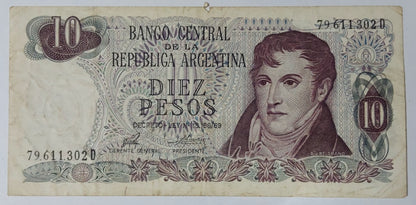 10
BANCO CENTRAL
DE LA
REPUBLICA ARGENTINA
79611302D
DIEZ
PESOS
10
79611302D
GERENTE GENERAL
PRESIDENTE